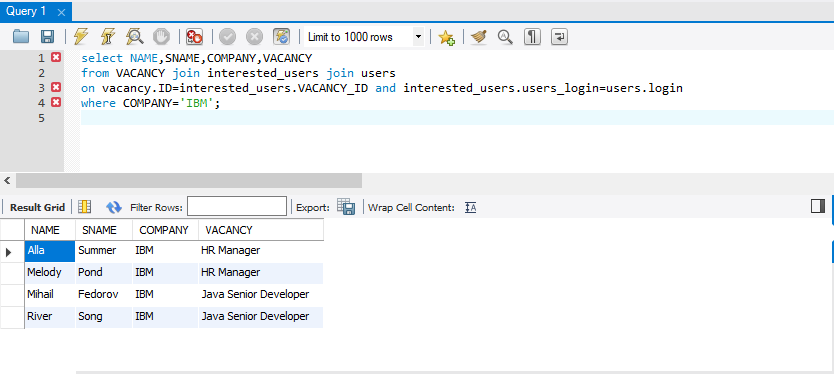 Query 1
Limit to 1000 rows
1 select NAME,SNAME,COMPANY,VACANCY
2 from VACANCY join interested_users join users
3 on vacancy.ID=interested_users.VACANCY_ID and interested_users.users_login=users.login
4 where COMPANY='IBM';
5
Result Grid Filter Rows: Export: Wrap Cell Content: IA
NAME SNAME COMPANY VACANCY
Alla Summer IBM HR Manager
Melody Pond IBM HR Manager
Mihail Fedorov IBM Java Senior Developer
River Song IBM Java Senior Developer